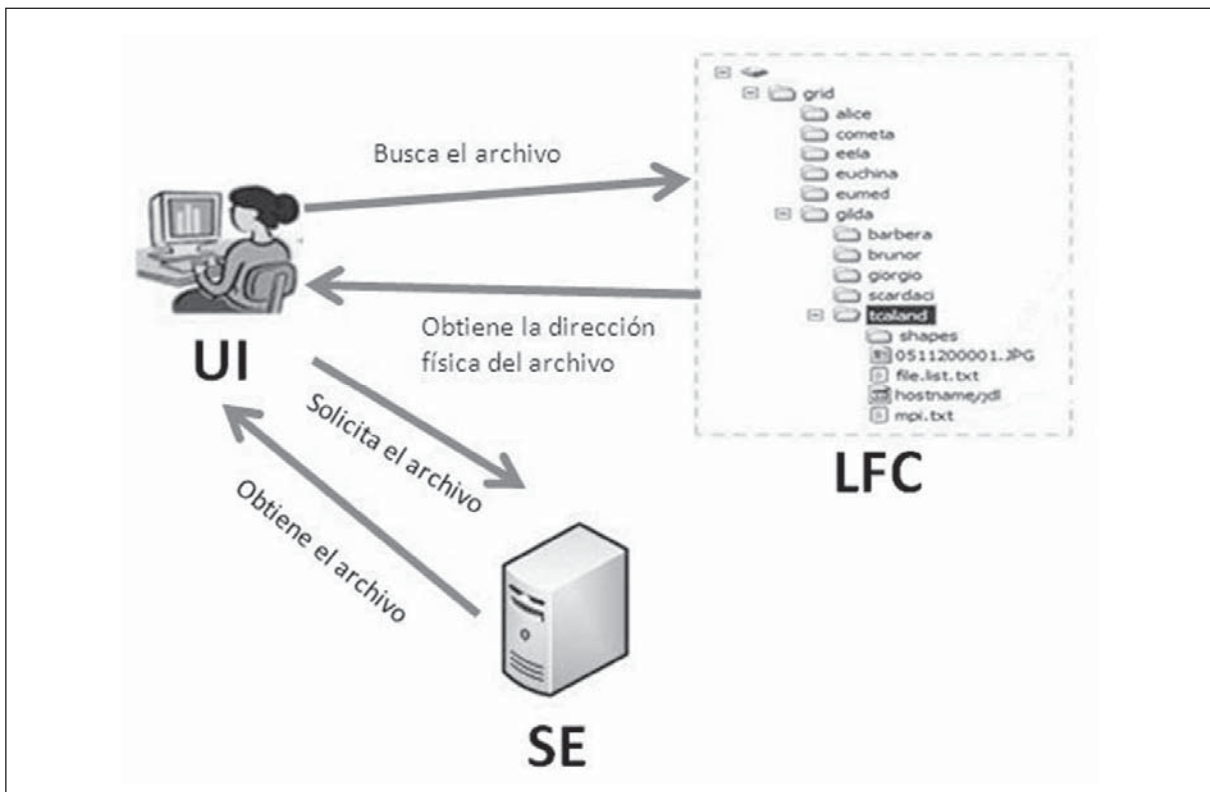 Busca el archivo
Obtiene la dirección
física del archivo
UI
Solicita el archivo
Obtiene el archivo
SE
grid
alice
cometa
eela
euchina
eumed
gilda
barbera
brunor
giorgio
scardaci
tcaland
shapes
0511200001.JPG
file.list.txt
hostname.jdl
mpi.txt
LFC